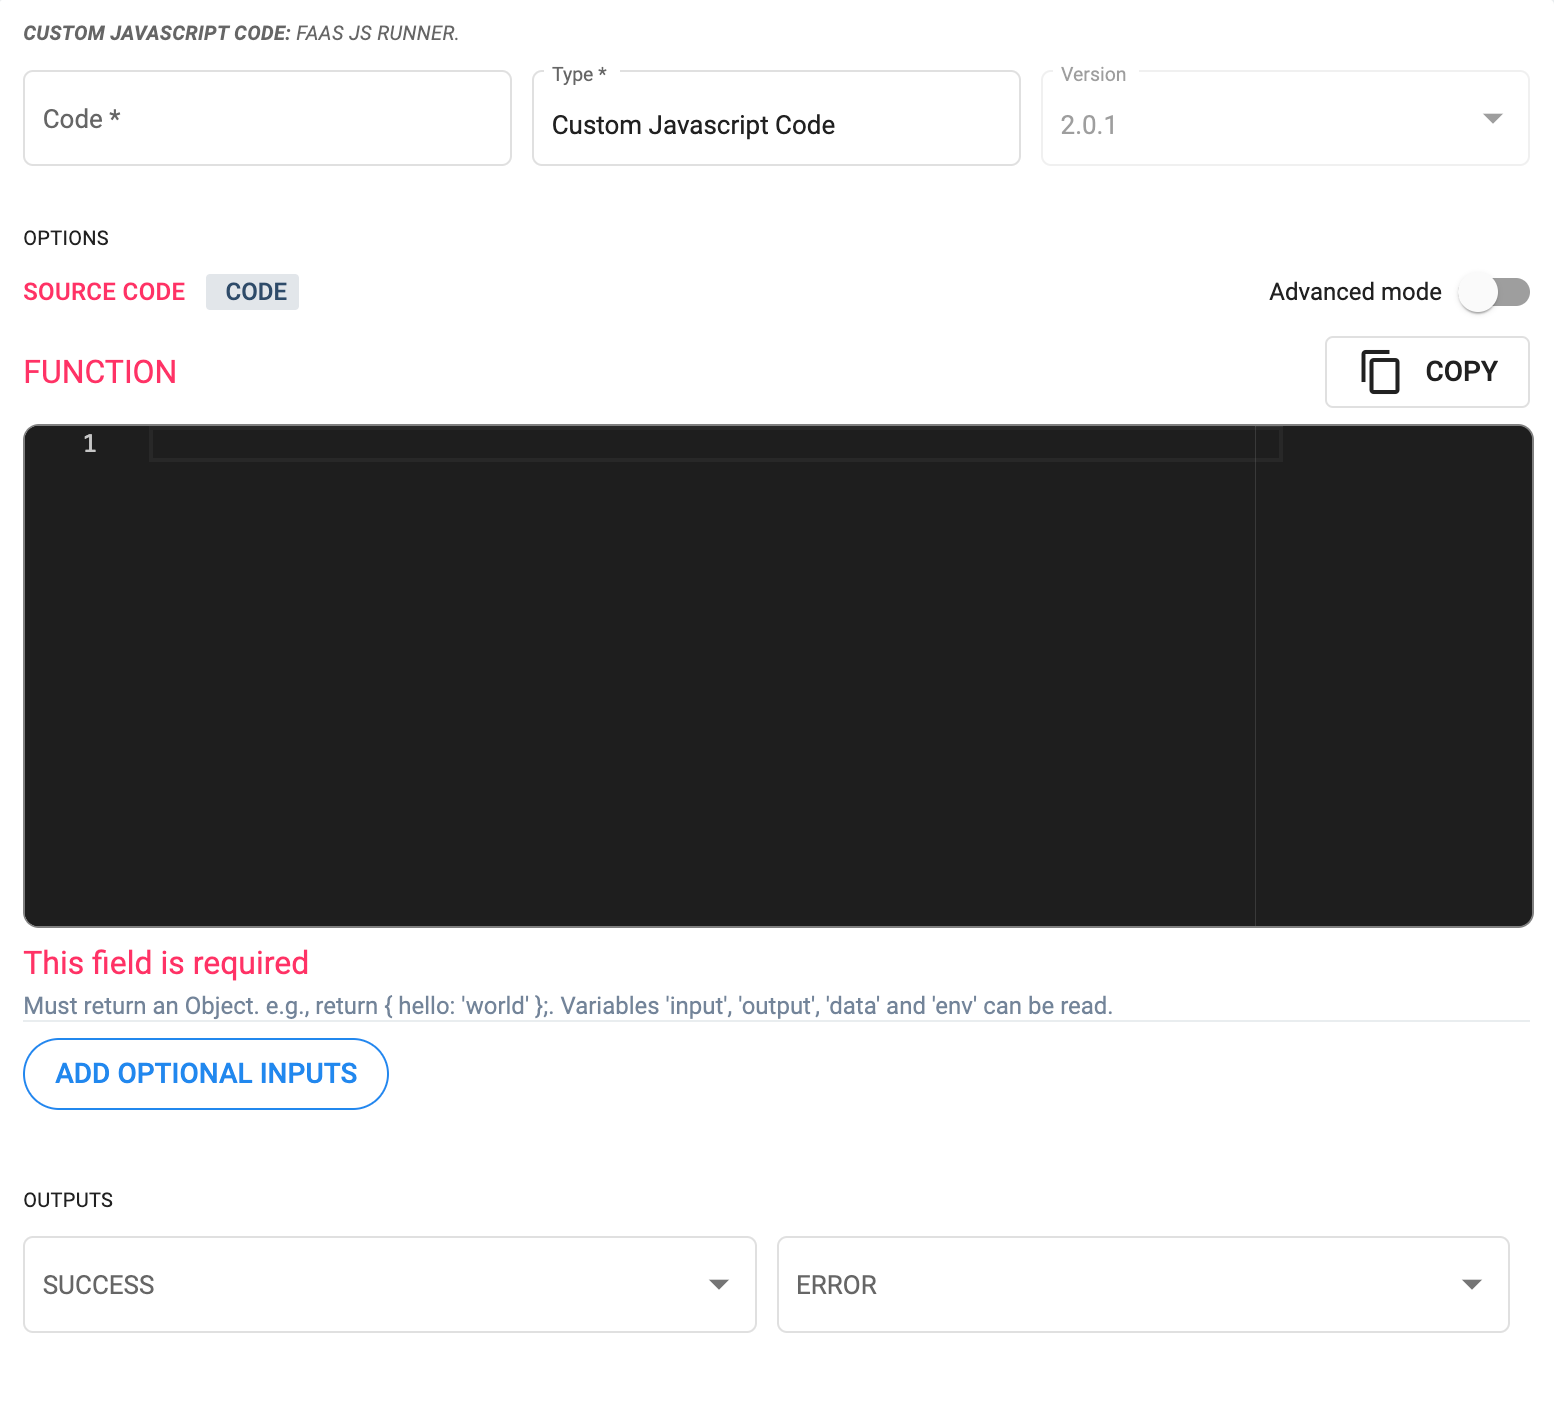 CUSTOM JAVASCRIPT CODE: FAAS JS RUNNER.
Code *
Type *
Custom Javascript Code
Version
2.0.1
OPTIONS
SOURCE CODE
CODE
Advanced mode
FUNCTION
COPY
1
This field is required
Must return an Object. e.g., return { hello: 'world' };. Variables 'input', 'output', 'data' and 'env' can be read.
ADD OPTIONAL INPUTS
OUTPUTS
SUCCESS
ERROR